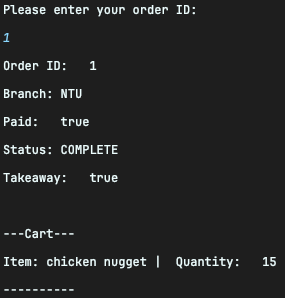 Please enter your order ID:
1
Order ID:   1
Branch: NTU
Paid:   true
Status: COMPLETE
Takeaway:   true
---Cart---
Item: chicken nugget |  Quantity:   15
----------